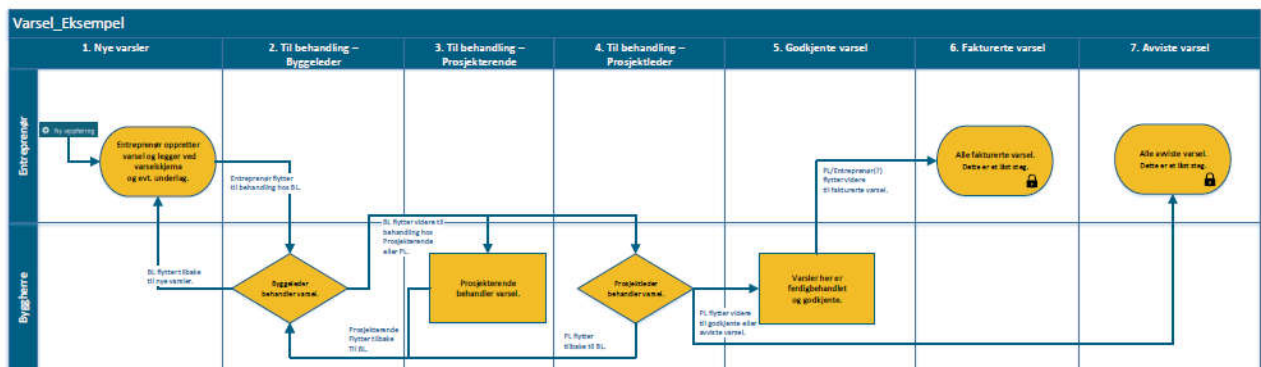 Varsel_Eksempel
1. Nye varsler
2. Til behandling –
Byggeleder
3. Til behandling –
Prosjekterende
4. Til behandling –
Prosjektleder
5. Godkjente varsel
6. Fakturerte varsel
7. Avviste varsel
Entreprenør
Ny oppføring
Entreprenør oppretter
varsel og legger ved
varselskjema
og evt. underlag.
Entreprenør flytter
til behandling hos BL.
PL/Entreprenør(?)
flytter videre
til fakturerte varsel.
Alle fakturerte varsel.
Dette er et låst steg.
Alle avviste varsel.
Dette er et låst steg.
Byggherre
BL flytter tilbake
til nye varsler.
Byggeleder
behandler varsel.
BL flytter videre til
behandling hos
Prosjekterende
eller PL.
Prosjekterende
behandler varsel.
Prosjekterende
Flytter tilbake
Til BL.
Prosjektleder
behandler varsel.
PL flytter
tilbake til BL.
Varsler her er
ferdigbehandlet
og godkjente.
PL flytter videre
til godkjente eller
avviste varsel.